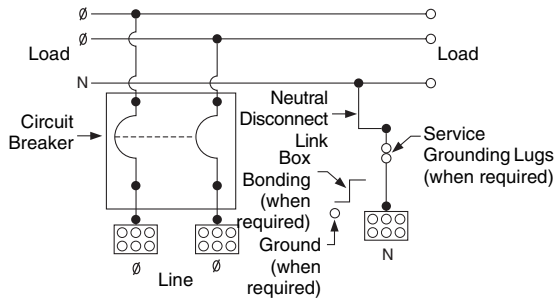 ø
ø
Load
Load
N
Circuit
Breaker
Neutral
Disconnect
Link
Service
Grounding Lugs
(when required)
Box
Bonding
(when
required)
Ground
(when
required)
N
ø
ø
Line